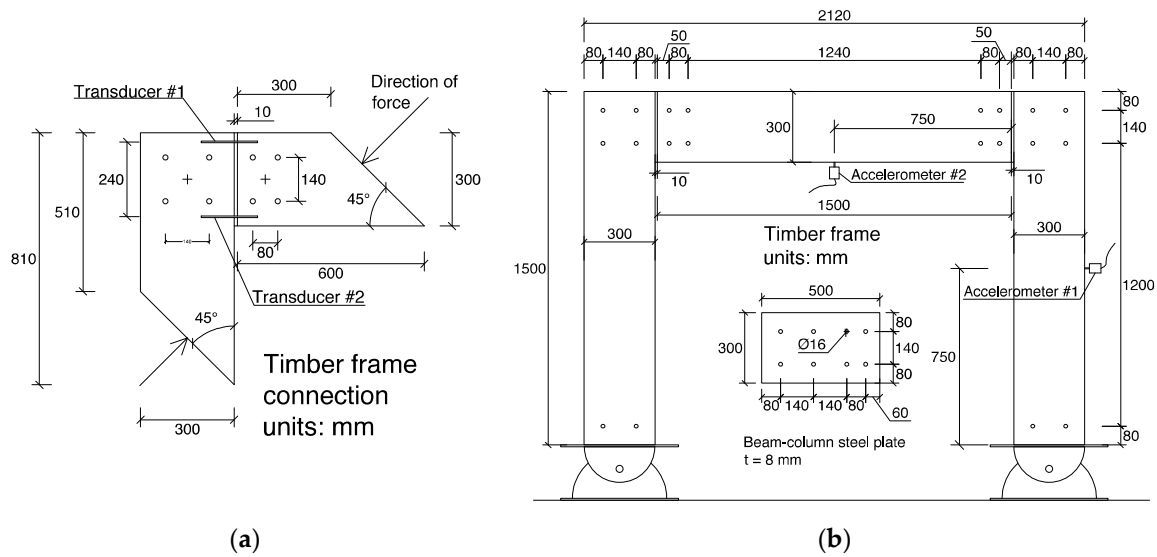 300
Direction of
force
Transducer #1
10
240
510
810
140
300
45°
140
80
600
Transducer #2
45°
300
Timber frame
connection
units: mm
(a)
2120
50
50
80 140 80 80
1240
80 80 140 80
80
140
300
750
Accelerometer #2
10
10
1500
300
300
Timber frame
units: mm
1500
1200
Accelerometer #1
500
750
300
Ø16
80
140
80
80 140 140 80
60
80
Beam-column steel plate
t = 8 mm
(b)